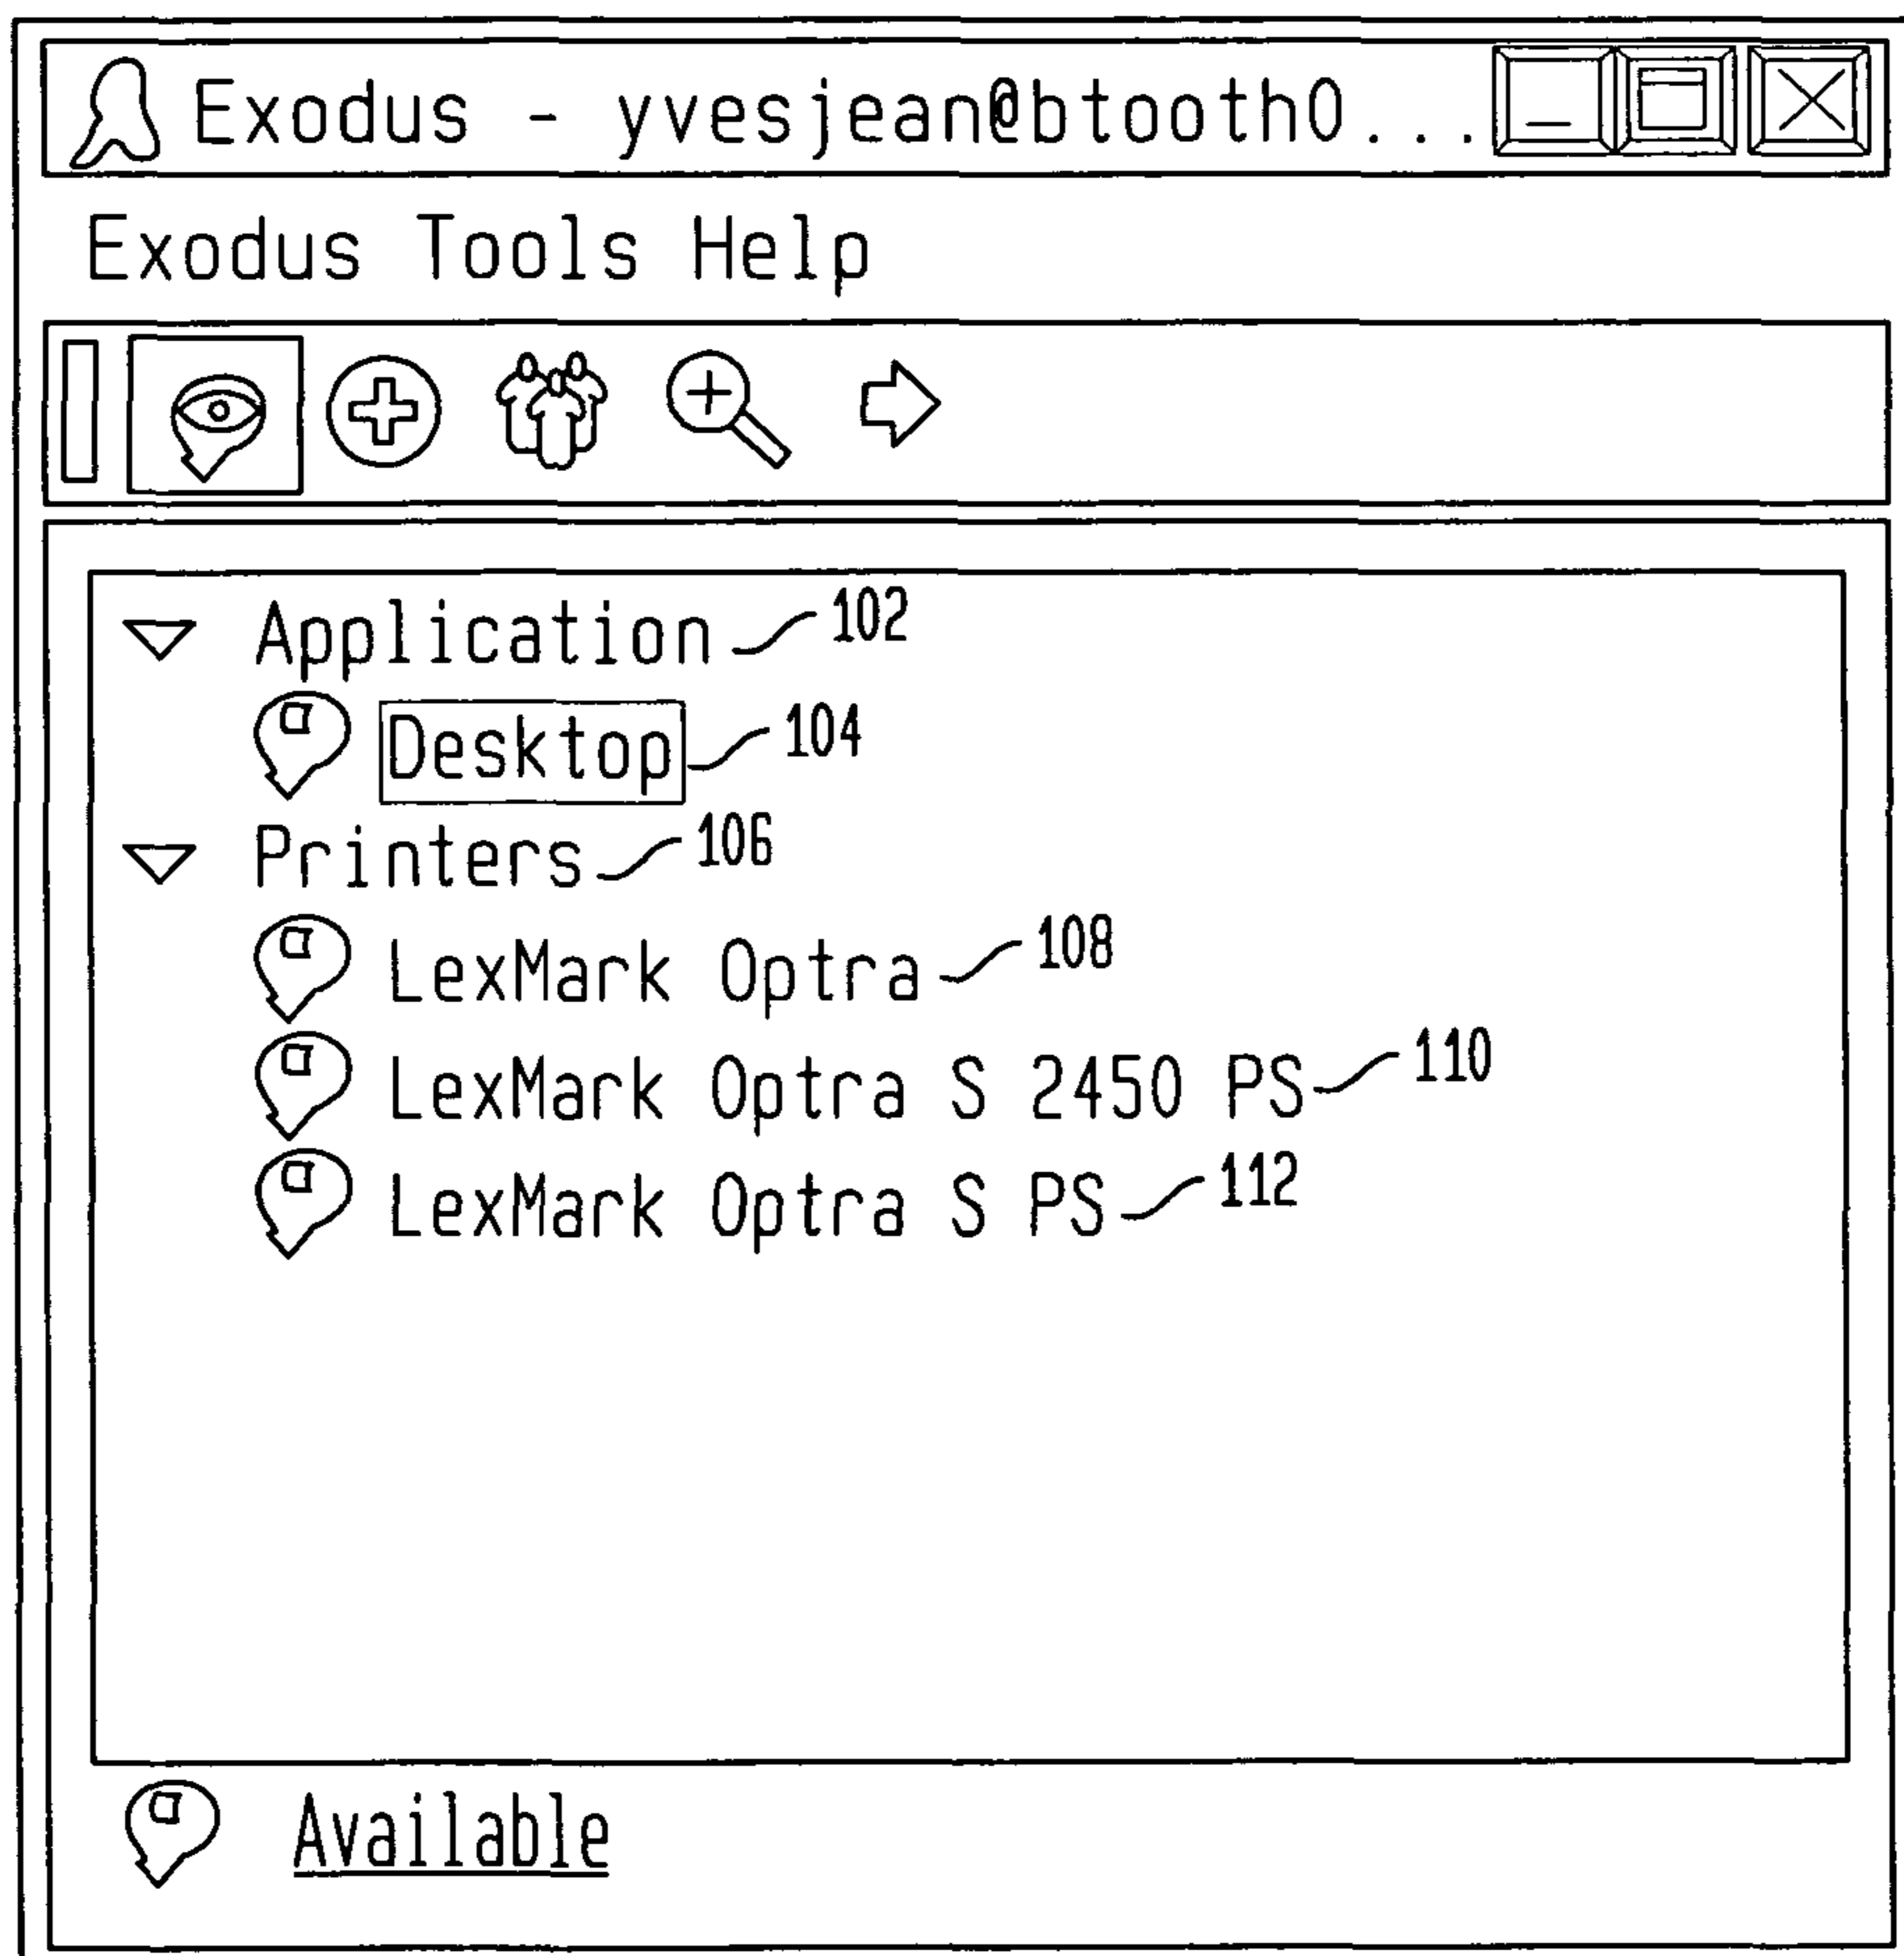 Exodus - yvesjean@btooth0...
Exodus Tools Help
Application 102
Desktop 104
Printers 106
LexMark Optra 108
LexMark Optra S 2450 PS 110
LexMark Optra S PS 112
Available